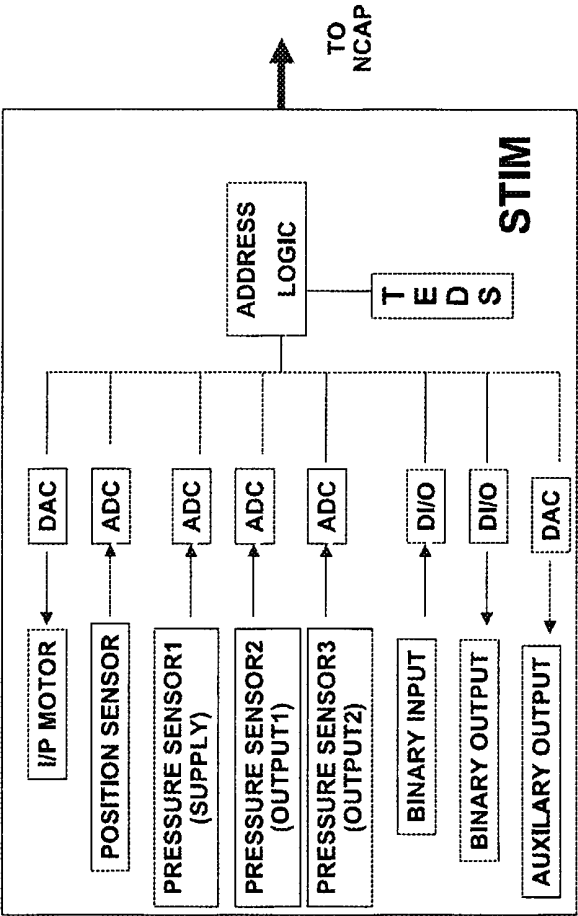 I/P MOTOR
DAC
POSITION SENSOR
ADC
PRESSURE SENSOR1
(SUPPLY)
ADC
PRESSURE SENSOR2
(OUTPUT1)
ADC
PRESSURE SENSOR3
(OUTPUT2)
ADC
BINARY INPUT
DI/O
BINARY OUTPUT
DI/O
AUXILARY OUTPUT
DAC
ADDRESS
LOGIC
TEDS
STIM
TO
NCAP